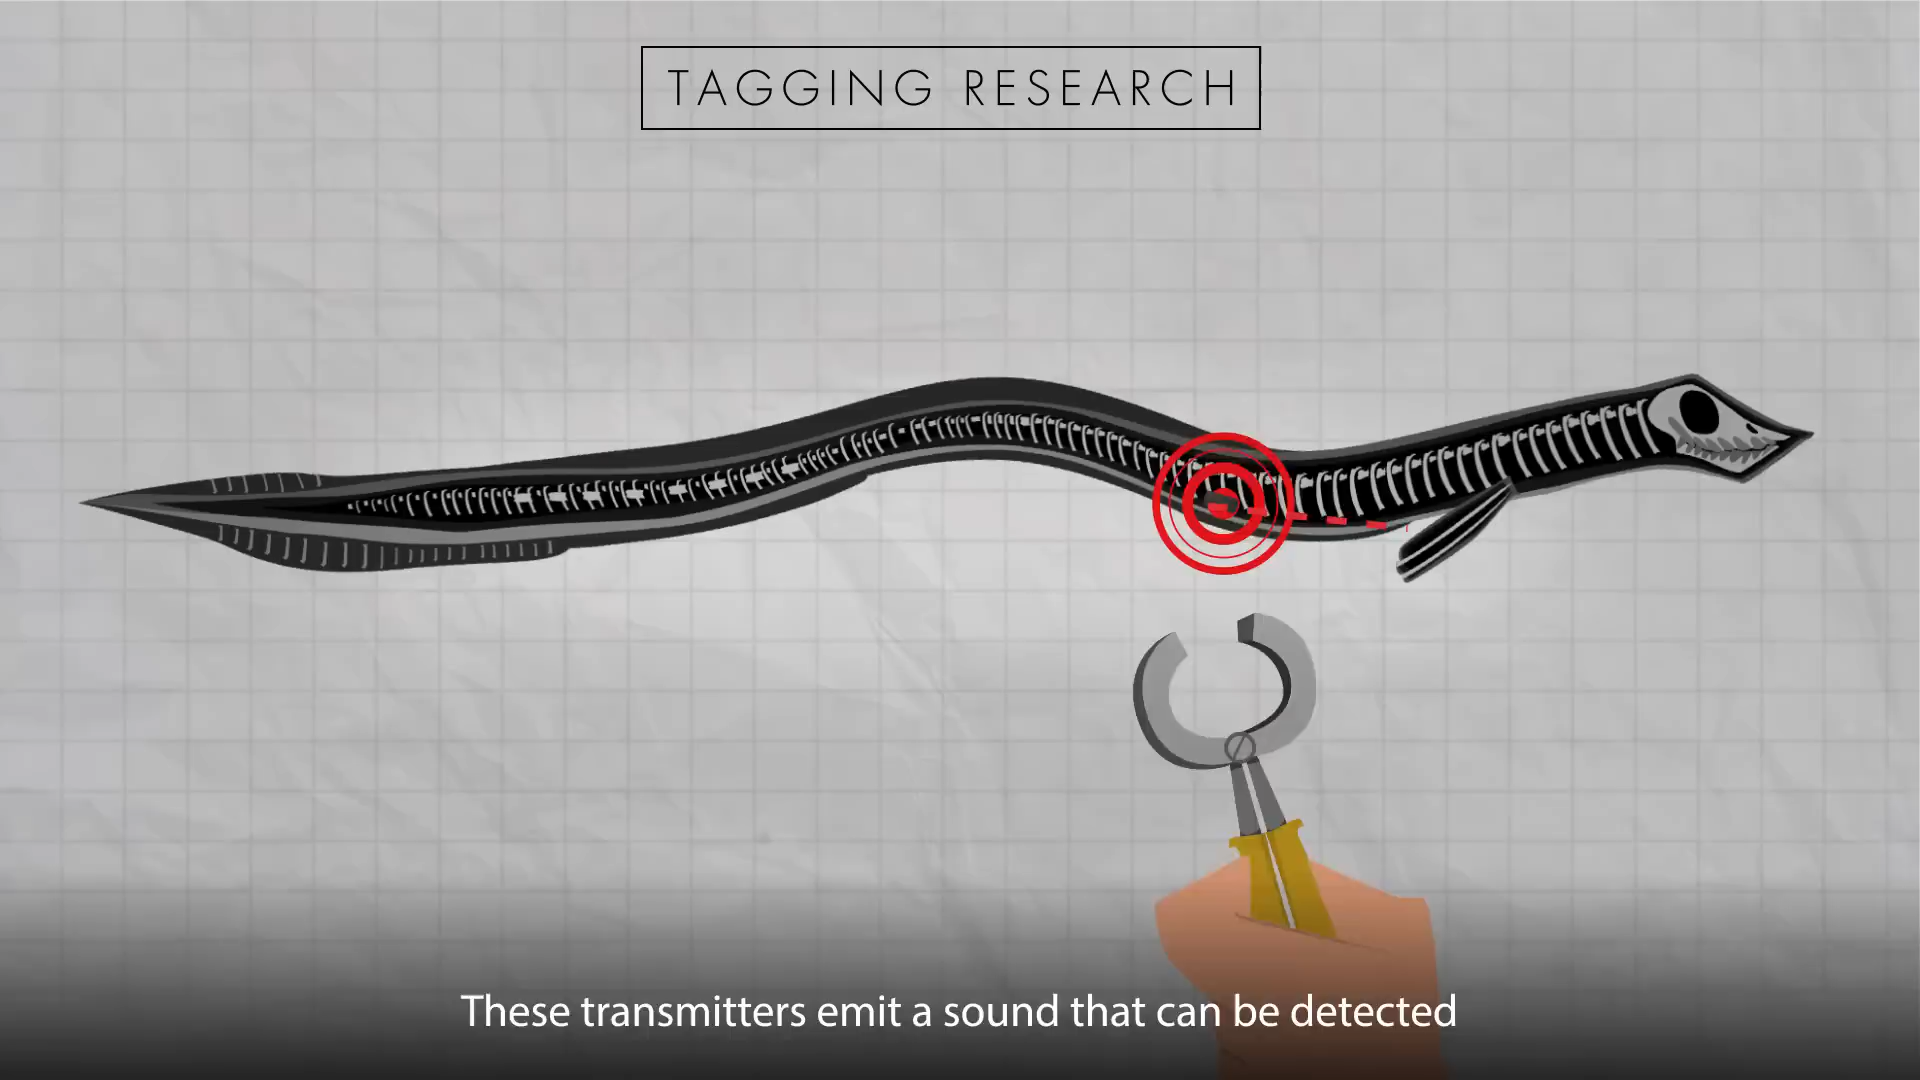 TAGGING RESEARCH
These transmitters emit a sound that can be detected